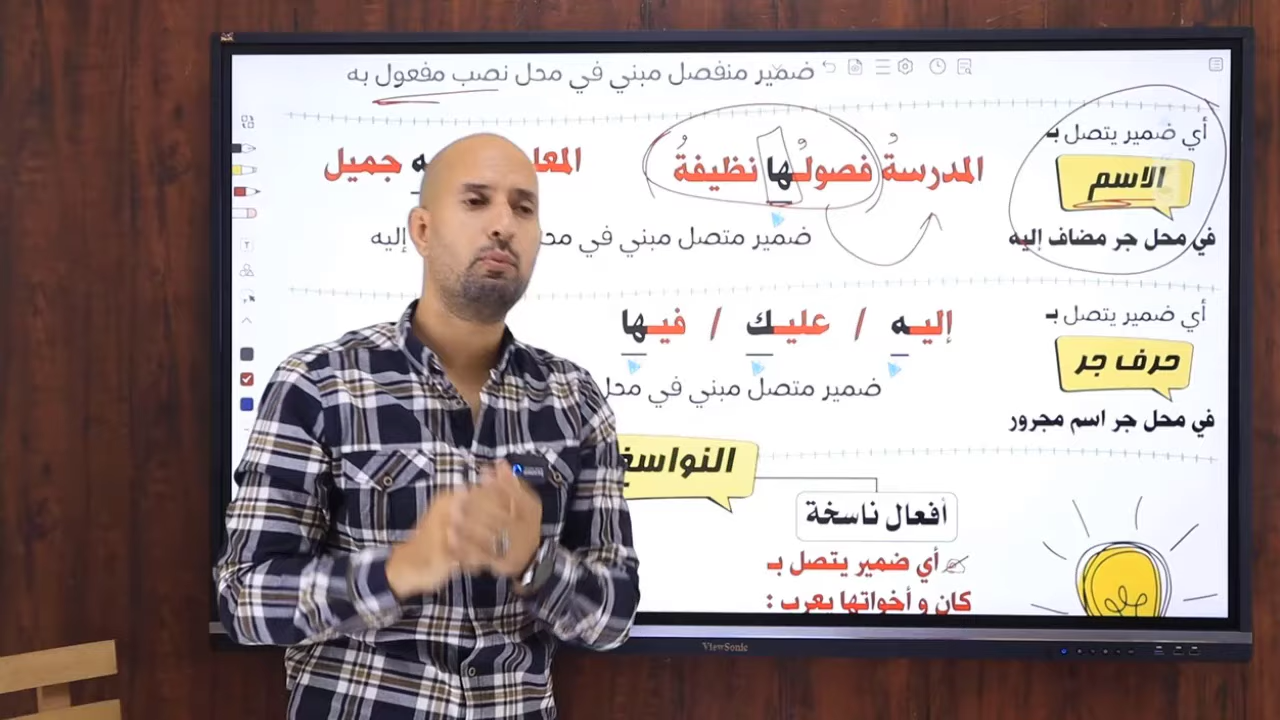 ضمير منفصل مبني في محل نصب مفعول به
أي ضمير يتصل بـ
الاسم
في محل جر مضاف إليه
المدرسةُ فصولُها نظيفةٌ
جميل
ضمير متصل مبني في
إليه
أي ضمير يتصل بـ
حرف جر
في محل جر اسم مجرور
إليه / عليك / فيها
ضمير متصل مبني في محل
أفعال ناسخة
أي ضمير يتصل بـ
كان و أخواتها يعرب :
ViewSonic